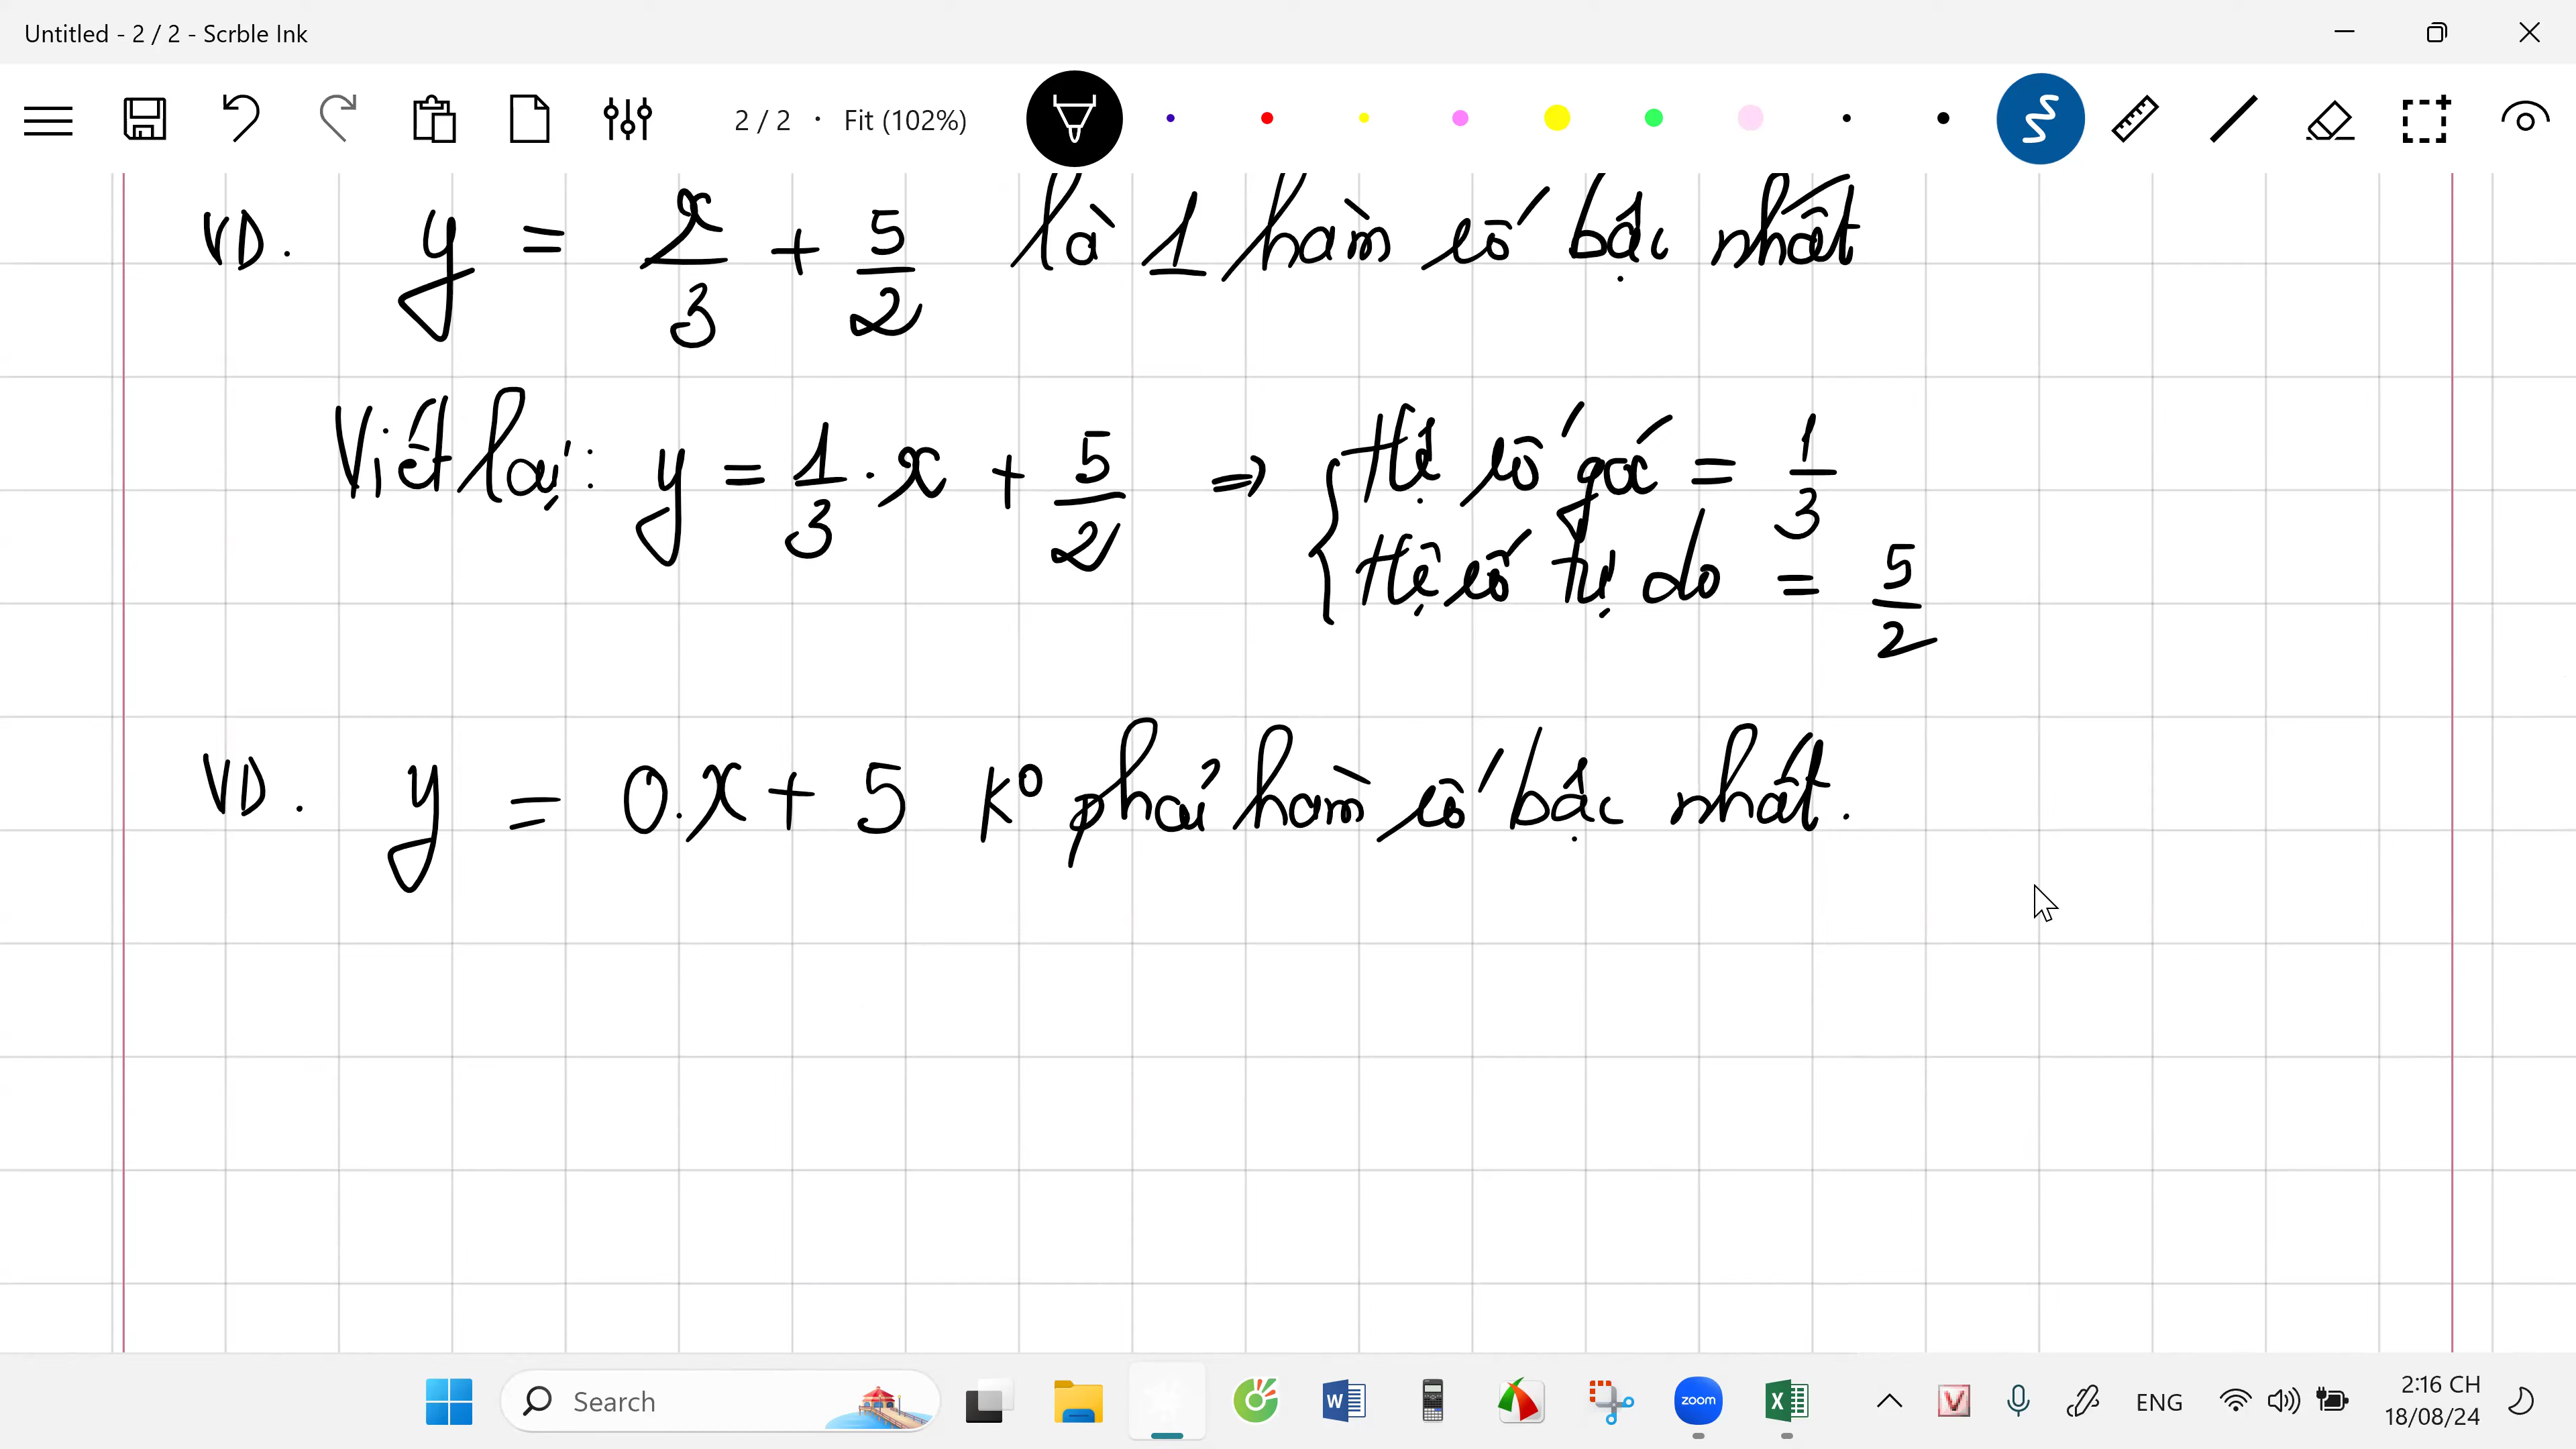 Untitled - 2 / 2 - Scrble Ink
2 / 2 · Fit (102%)
VD. y = x/3 + 5/2 là 1 hàm số bậc nhất
Viết lại: y = 1/3 . x + 5/2 => { Hệ số góc = 1/3
Hệ số tự do = 5/2
VD. y = 0.x + 5 k⁰ phải hàm số bậc nhất.
Search
zoom
ENG
2:16 CH
18/08/24